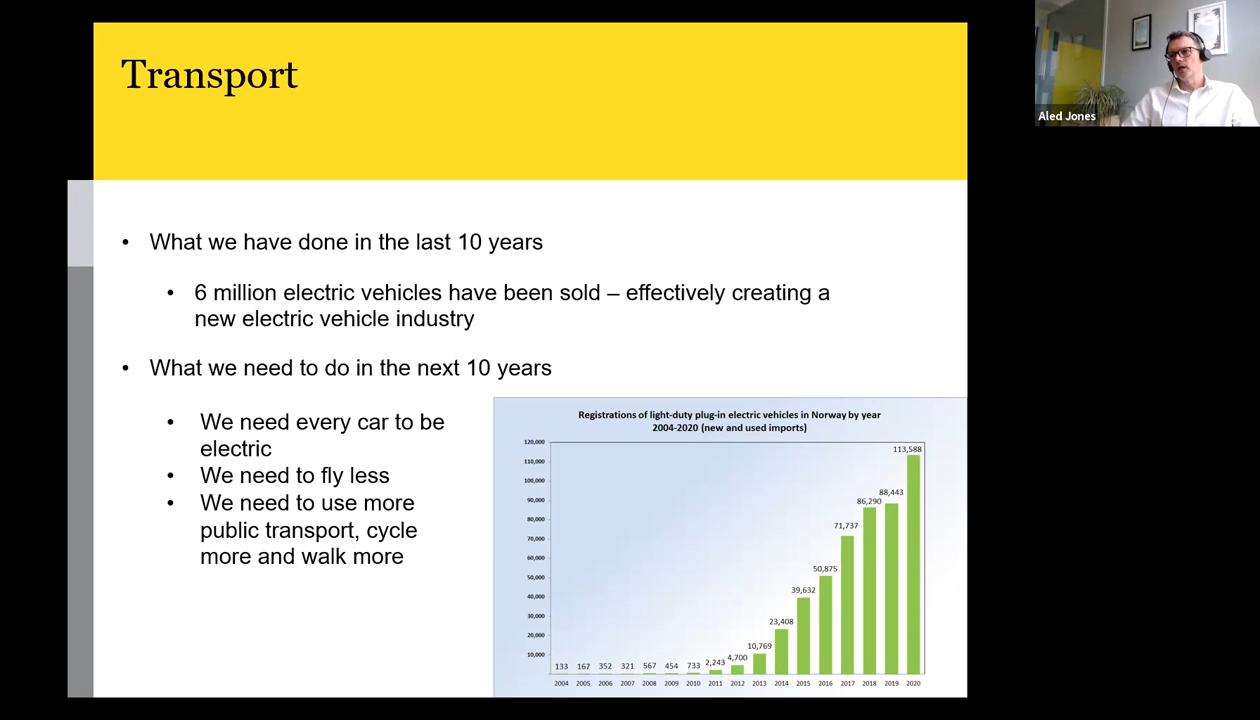 Transport
Aled Jones
• What we have done in the last 10 years
• 6 million electric vehicles have been sold – effectively creating a
new electric vehicle industry
• What we need to do in the next 10 years
• We need every car to be
electric
• We need to fly less
• We need to use more
public transport, cycle
more and walk more
Registrations of light-duty plug-in electric vehicles in Norway by year
2004-2020 (new and used imports)
120,000
110,000
100,000
90,000
80,000
70,000
60,000
50,000
40,000
30,000
20,000
10,000
133 167 352 321 567 454 733 2,243 4,700 10,769 23,408 39,632 50,875 71,737 86,290 88,443 113,588
2004 2005 2006 2007 2008 2009 2010 2011 2012 2013 2014 2015 2016 2017 2018 2019 2020